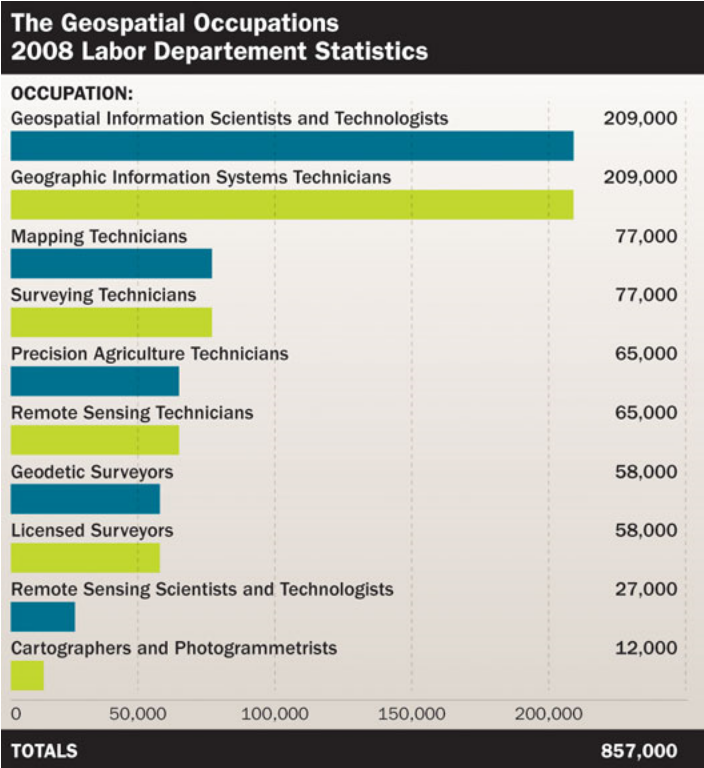 The Geospatial Occupations
2008 Labor Departement Statistics
OCCUPATION:
Geospatial Information Scientists and Technologists 209,000
Geographic Information Systems Technicians 209,000
Mapping Technicians 77,000
Surveying Technicians 77,000
Precision Agriculture Technicians 65,000
Remote Sensing Technicians 65,000
Geodetic Surveyors 58,000
Licensed Surveyors 58,000
Remote Sensing Scientists and Technologists 27,000
Cartographers and Photogrammetrists 12,000
0 50,000 100,000 150,000 200,000
TOTALS 857,000